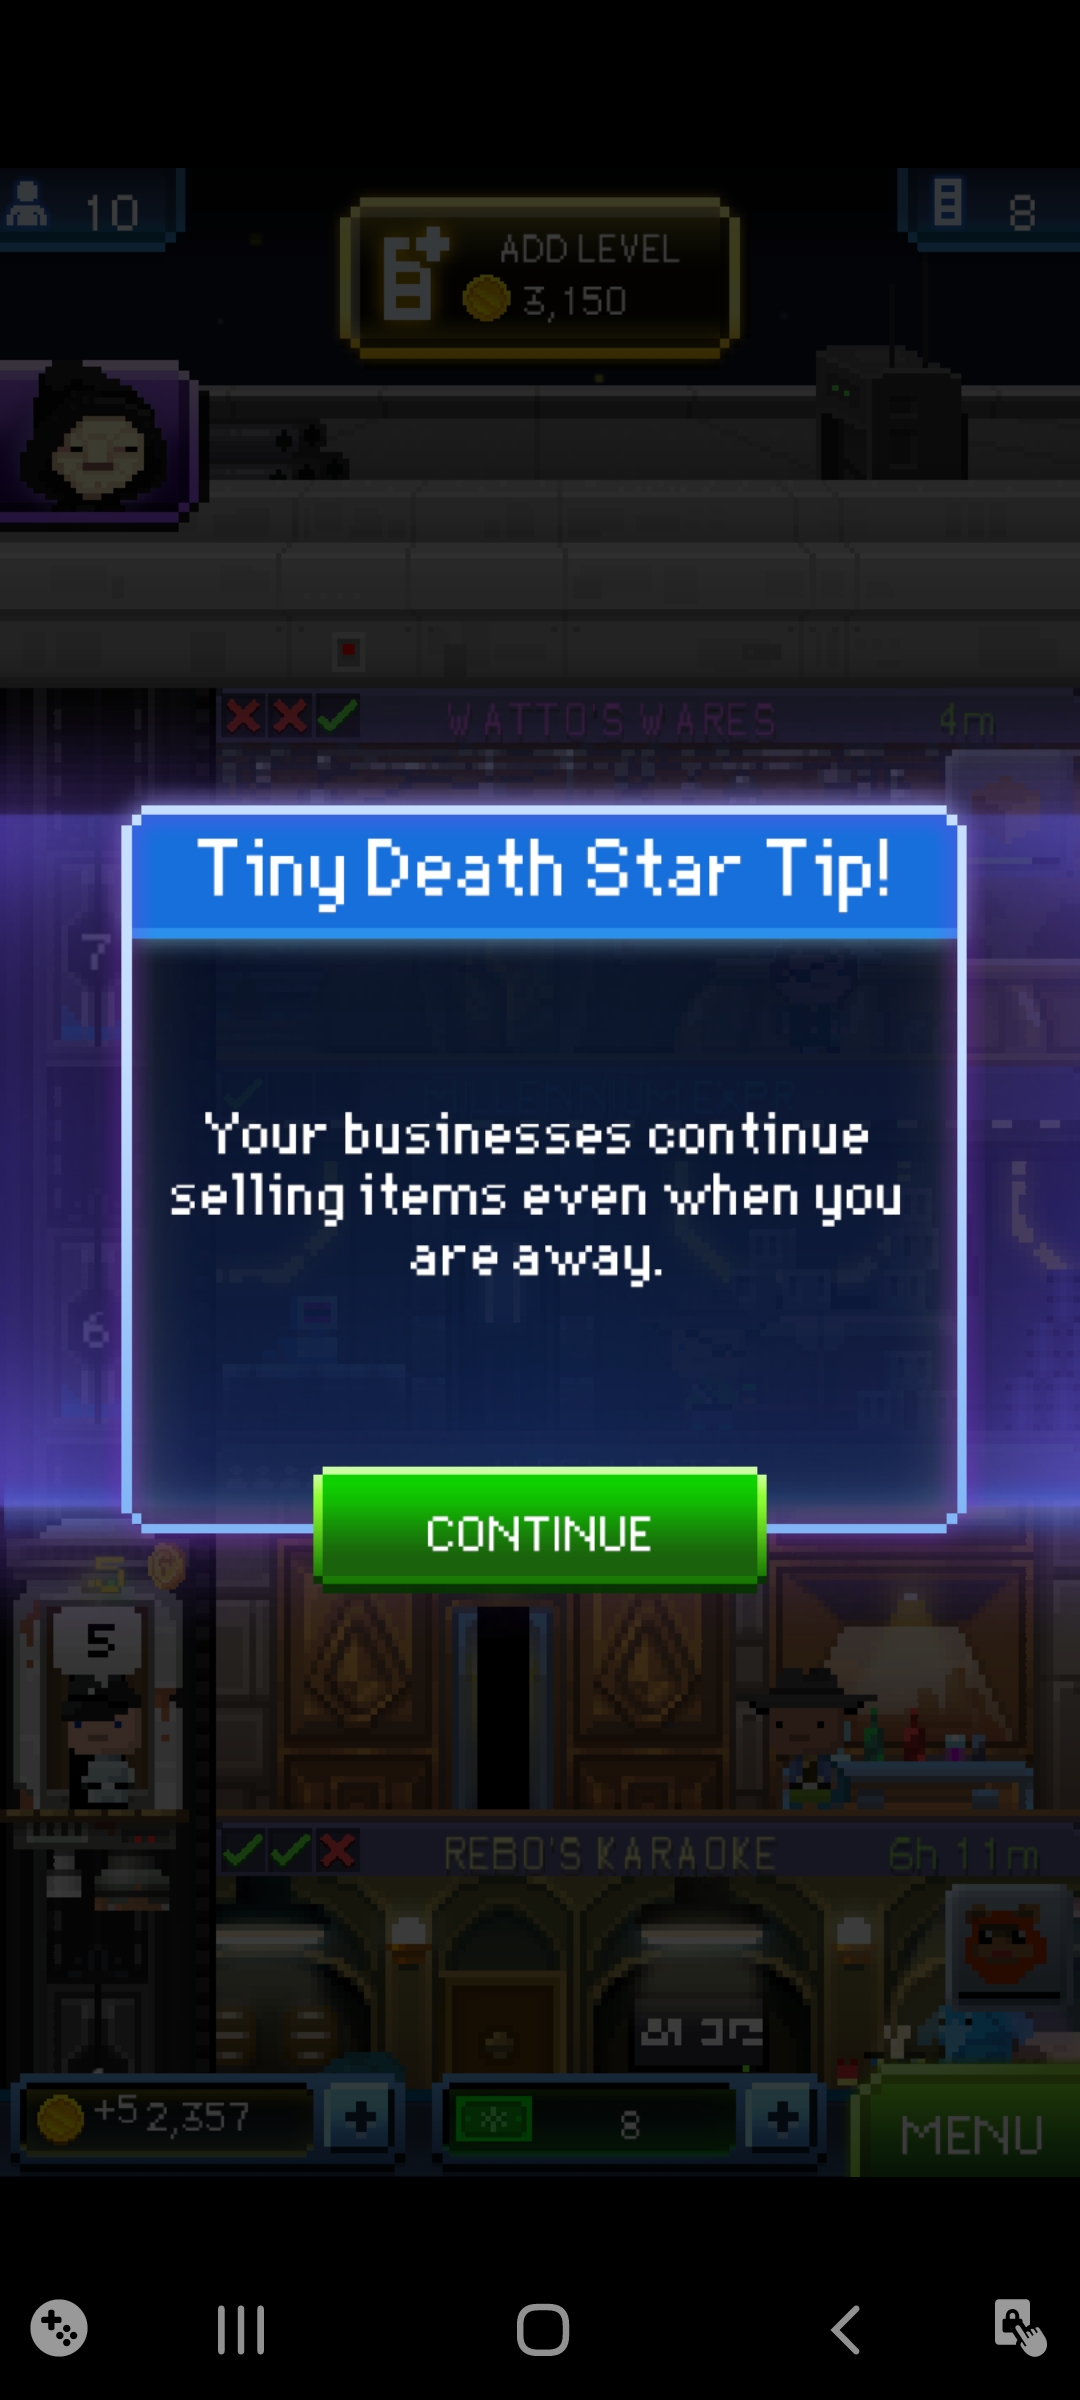 10
8
ADD LEVEL
3,150
WATTO'S WARES 4m
Tiny Death Star Tip!
7
Your businesses continue
selling items even when you
are away.
6
CONTINUE
5
5
REBO'S KARAOKE 6h 11m
+5 2,357
8
MENU